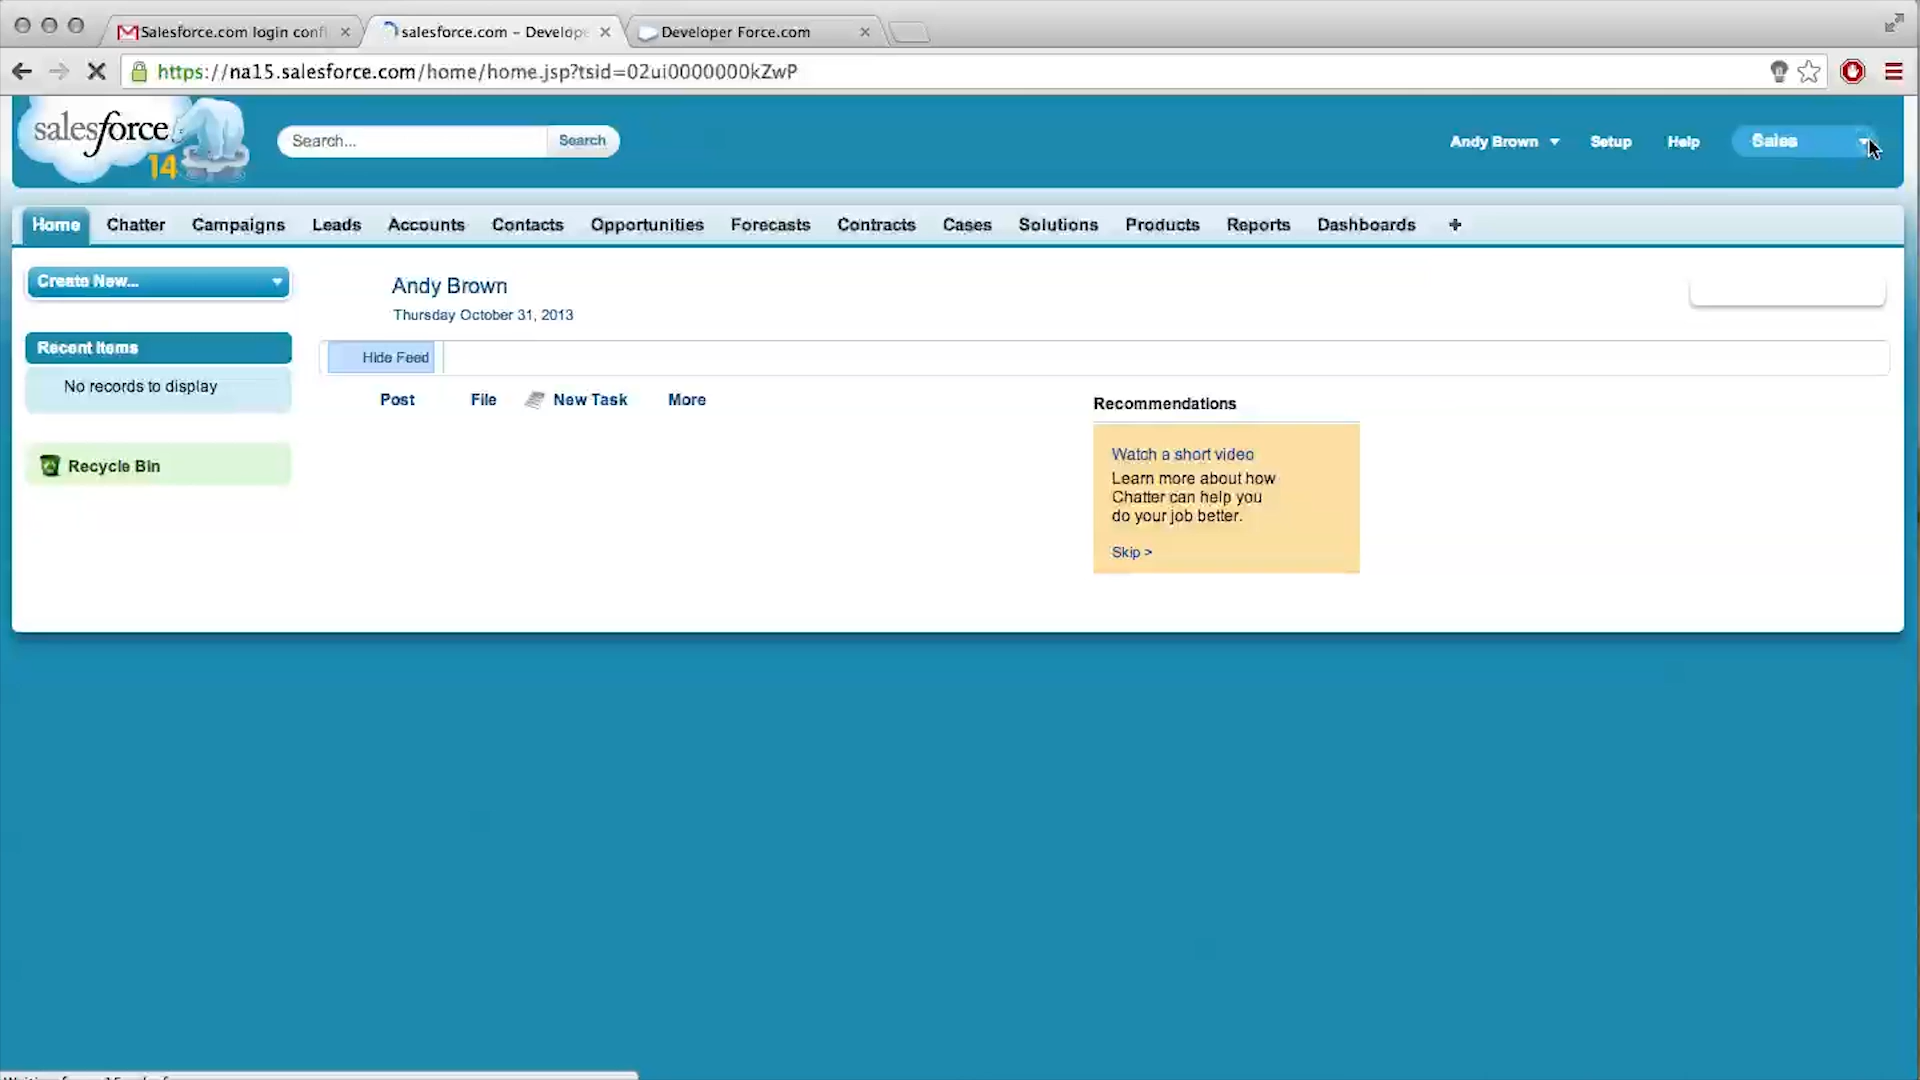 Salesforce.com login conf
salesforce.com – Develop
Developer Force.com
https://na15.salesforce.com/home/home.jsp?tsid=02ui0000000kZwP
salesforce
14
Search...
Search
Andy Brown
Setup
Help
Sales
Home
Chatter
Campaigns
Leads
Accounts
Contacts
Opportunities
Forecasts
Contracts
Cases
Solutions
Products
Reports
Dashboards
+
Create New...
Andy Brown
Thursday October 31, 2013
Recent Items
No records to display
Hide Feed
Post
File
New Task
More
Recommendations
Watch a short video
Learn more about how
Chatter can help you
do your job better.
Skip >
Recycle Bin